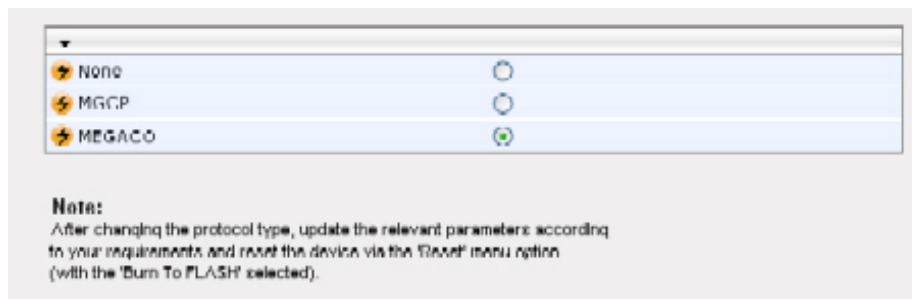 None
MGCP
MEGACO
Note:
After changing the protocol type, update the relevant parameters according
to your requirements and reset the device via the 'Reset' menu option
(with the 'Burn To FLASH' selected).